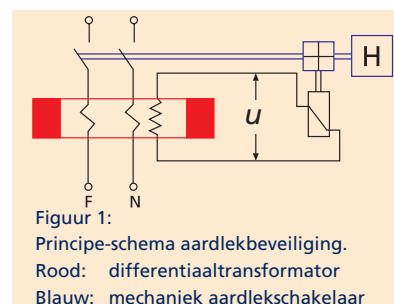 H
u
F N
Figuur 1:
Principe-schema aardlekbeveiliging.
Rood: differentiaaltransformator
Blauw: mechaniek aardlekschakelaar